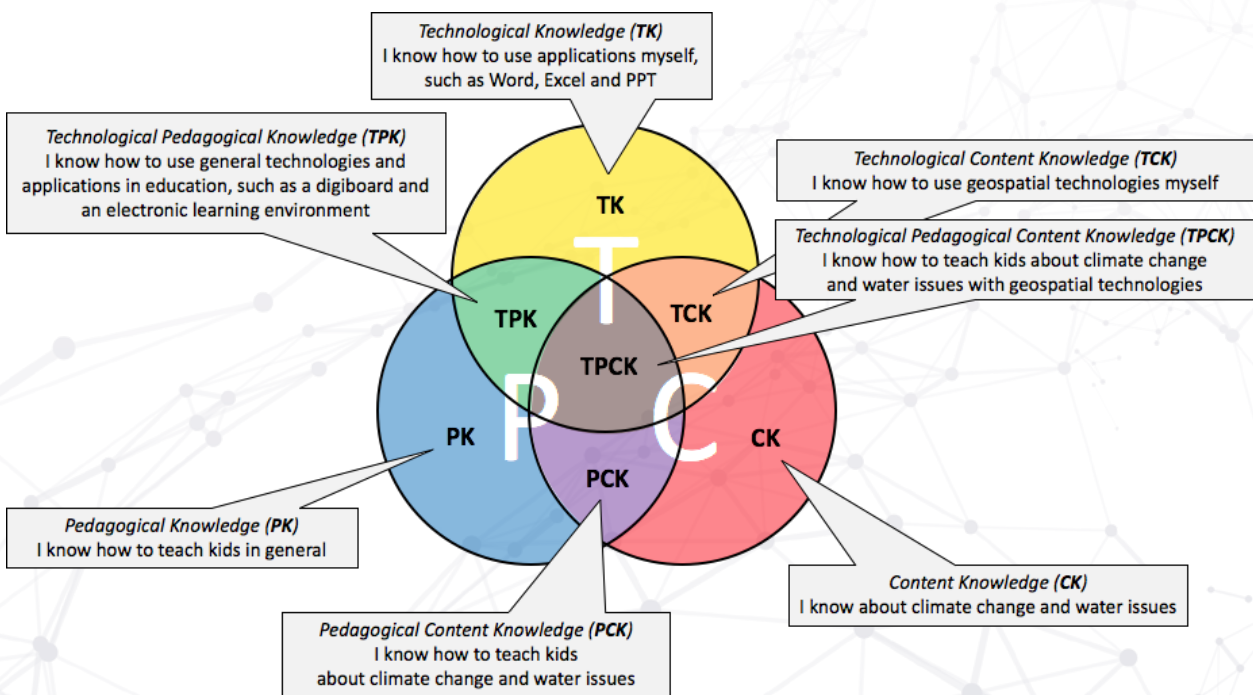 Technological Knowledge (TK)
I know how to use applications myself,
such as Word, Excel and PPT
Technological Pedagogical Knowledge (TPK)
I know how to use general technologies and
applications in education, such as a digiboard and
an electronic learning environment
Technological Content Knowledge (TCK)
I know how to use geospatial technologies myself
Technological Pedagogical Content Knowledge (TPCK)
I know how to teach kids about climate change
and water issues with geospatial technologies
TK
T
TPK
TCK
TPCK
P
C
PK
CK
PCK
Pedagogical Knowledge (PK)
I know how to teach kids in general
Content Knowledge (CK)
I know about climate change and water issues
Pedagogical Content Knowledge (PCK)
I know how to teach kids
about climate change and water issues